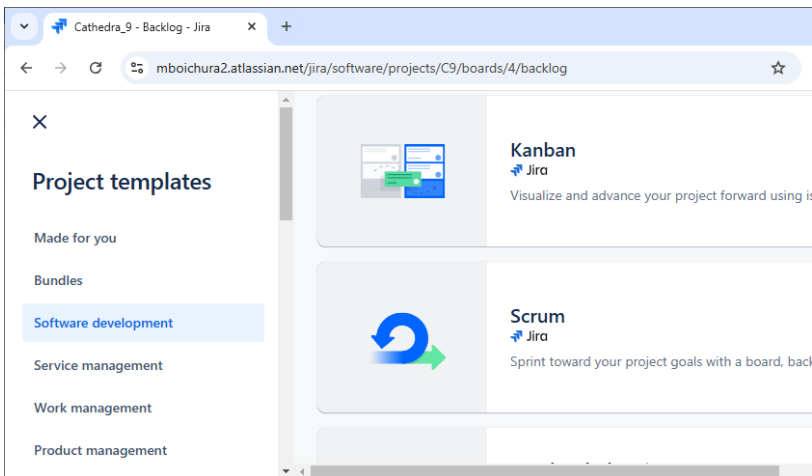 Cathedra_9 - Backlog - Jira
mboichura2.atlassian.net/jira/software/projects/C9/boards/4/backlog
Project templates
Made for you
Bundles
Software development
Service management
Work management
Product management
Kanban
Jira
Visualize and advance your project forward using
Scrum
Jira
Sprint toward your project goals with a board,